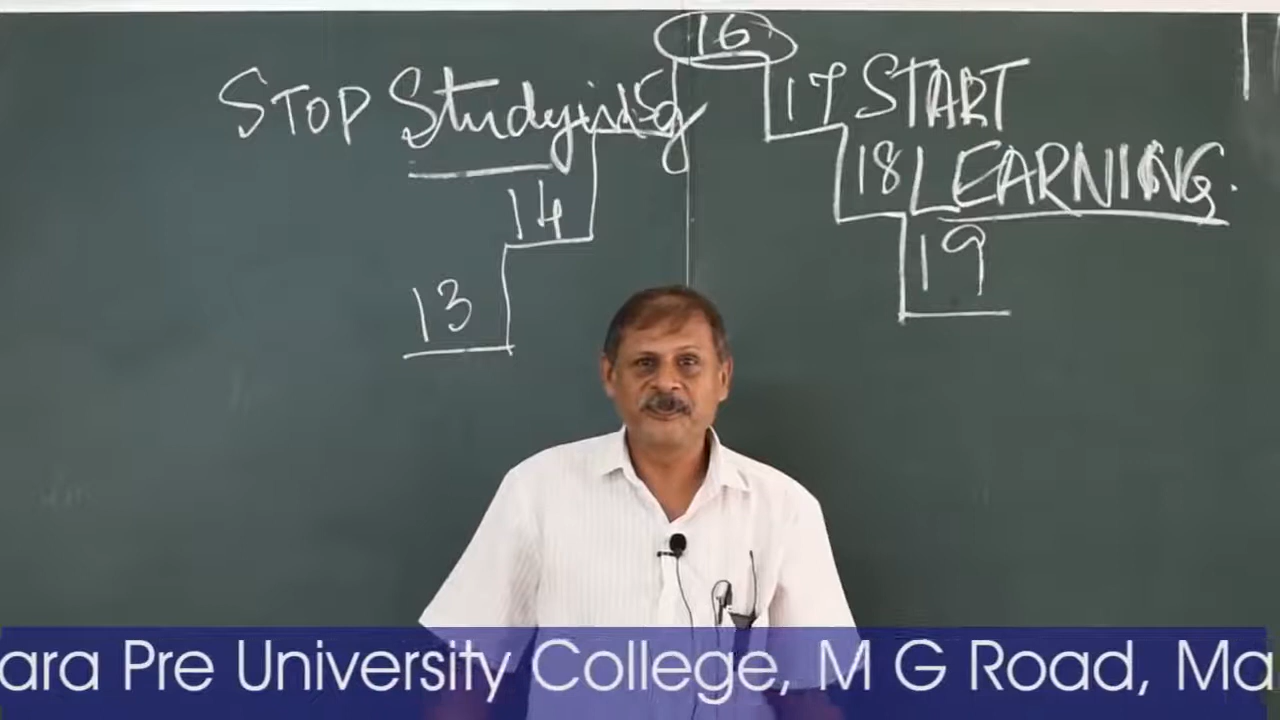 16
STOP Studying 15 17 START
14 18 LEARNING.
13 19
ara Pre University College, M G Road, Ma